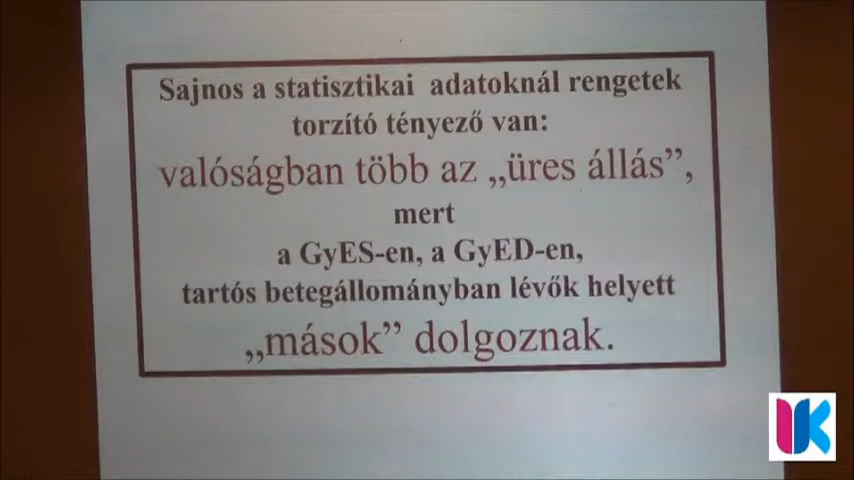 Sajnos a statisztikai adatoknál rengetek
torzító tényező van:
valóságban több az „üres állás”,
mert
a GyES-en, a GyED-en,
tartós betegállományban lévők helyett
„mások” dolgoznak.